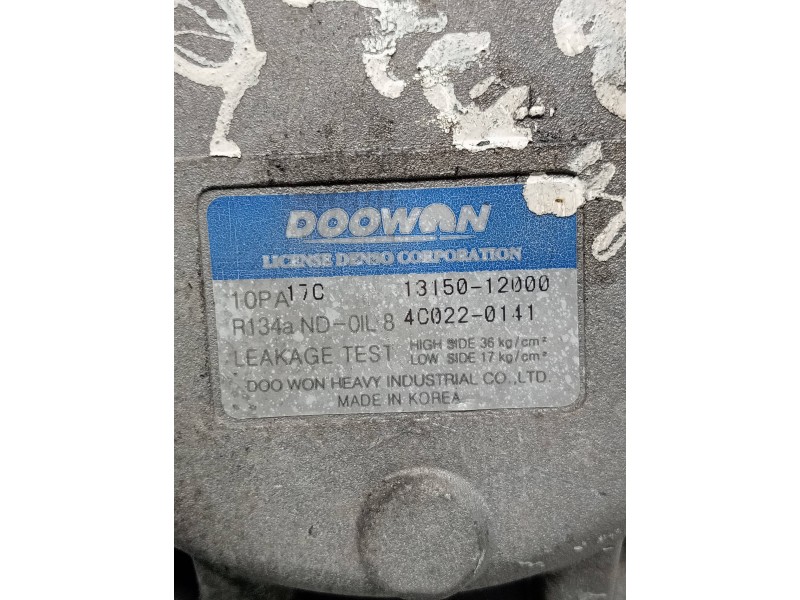 DOOWON
LICENSE DENSO CORPORATION
10PA17C 13150-12000
R134a ND-OIL 8 4C022-0141
LEAKAGE TEST HIGH SIDE 36 kg/cm²
LOW SIDE 17 kg/cm²
DOO WON HEAVY INDUSTRIAL CO.,LTD.
MADE IN KOREA